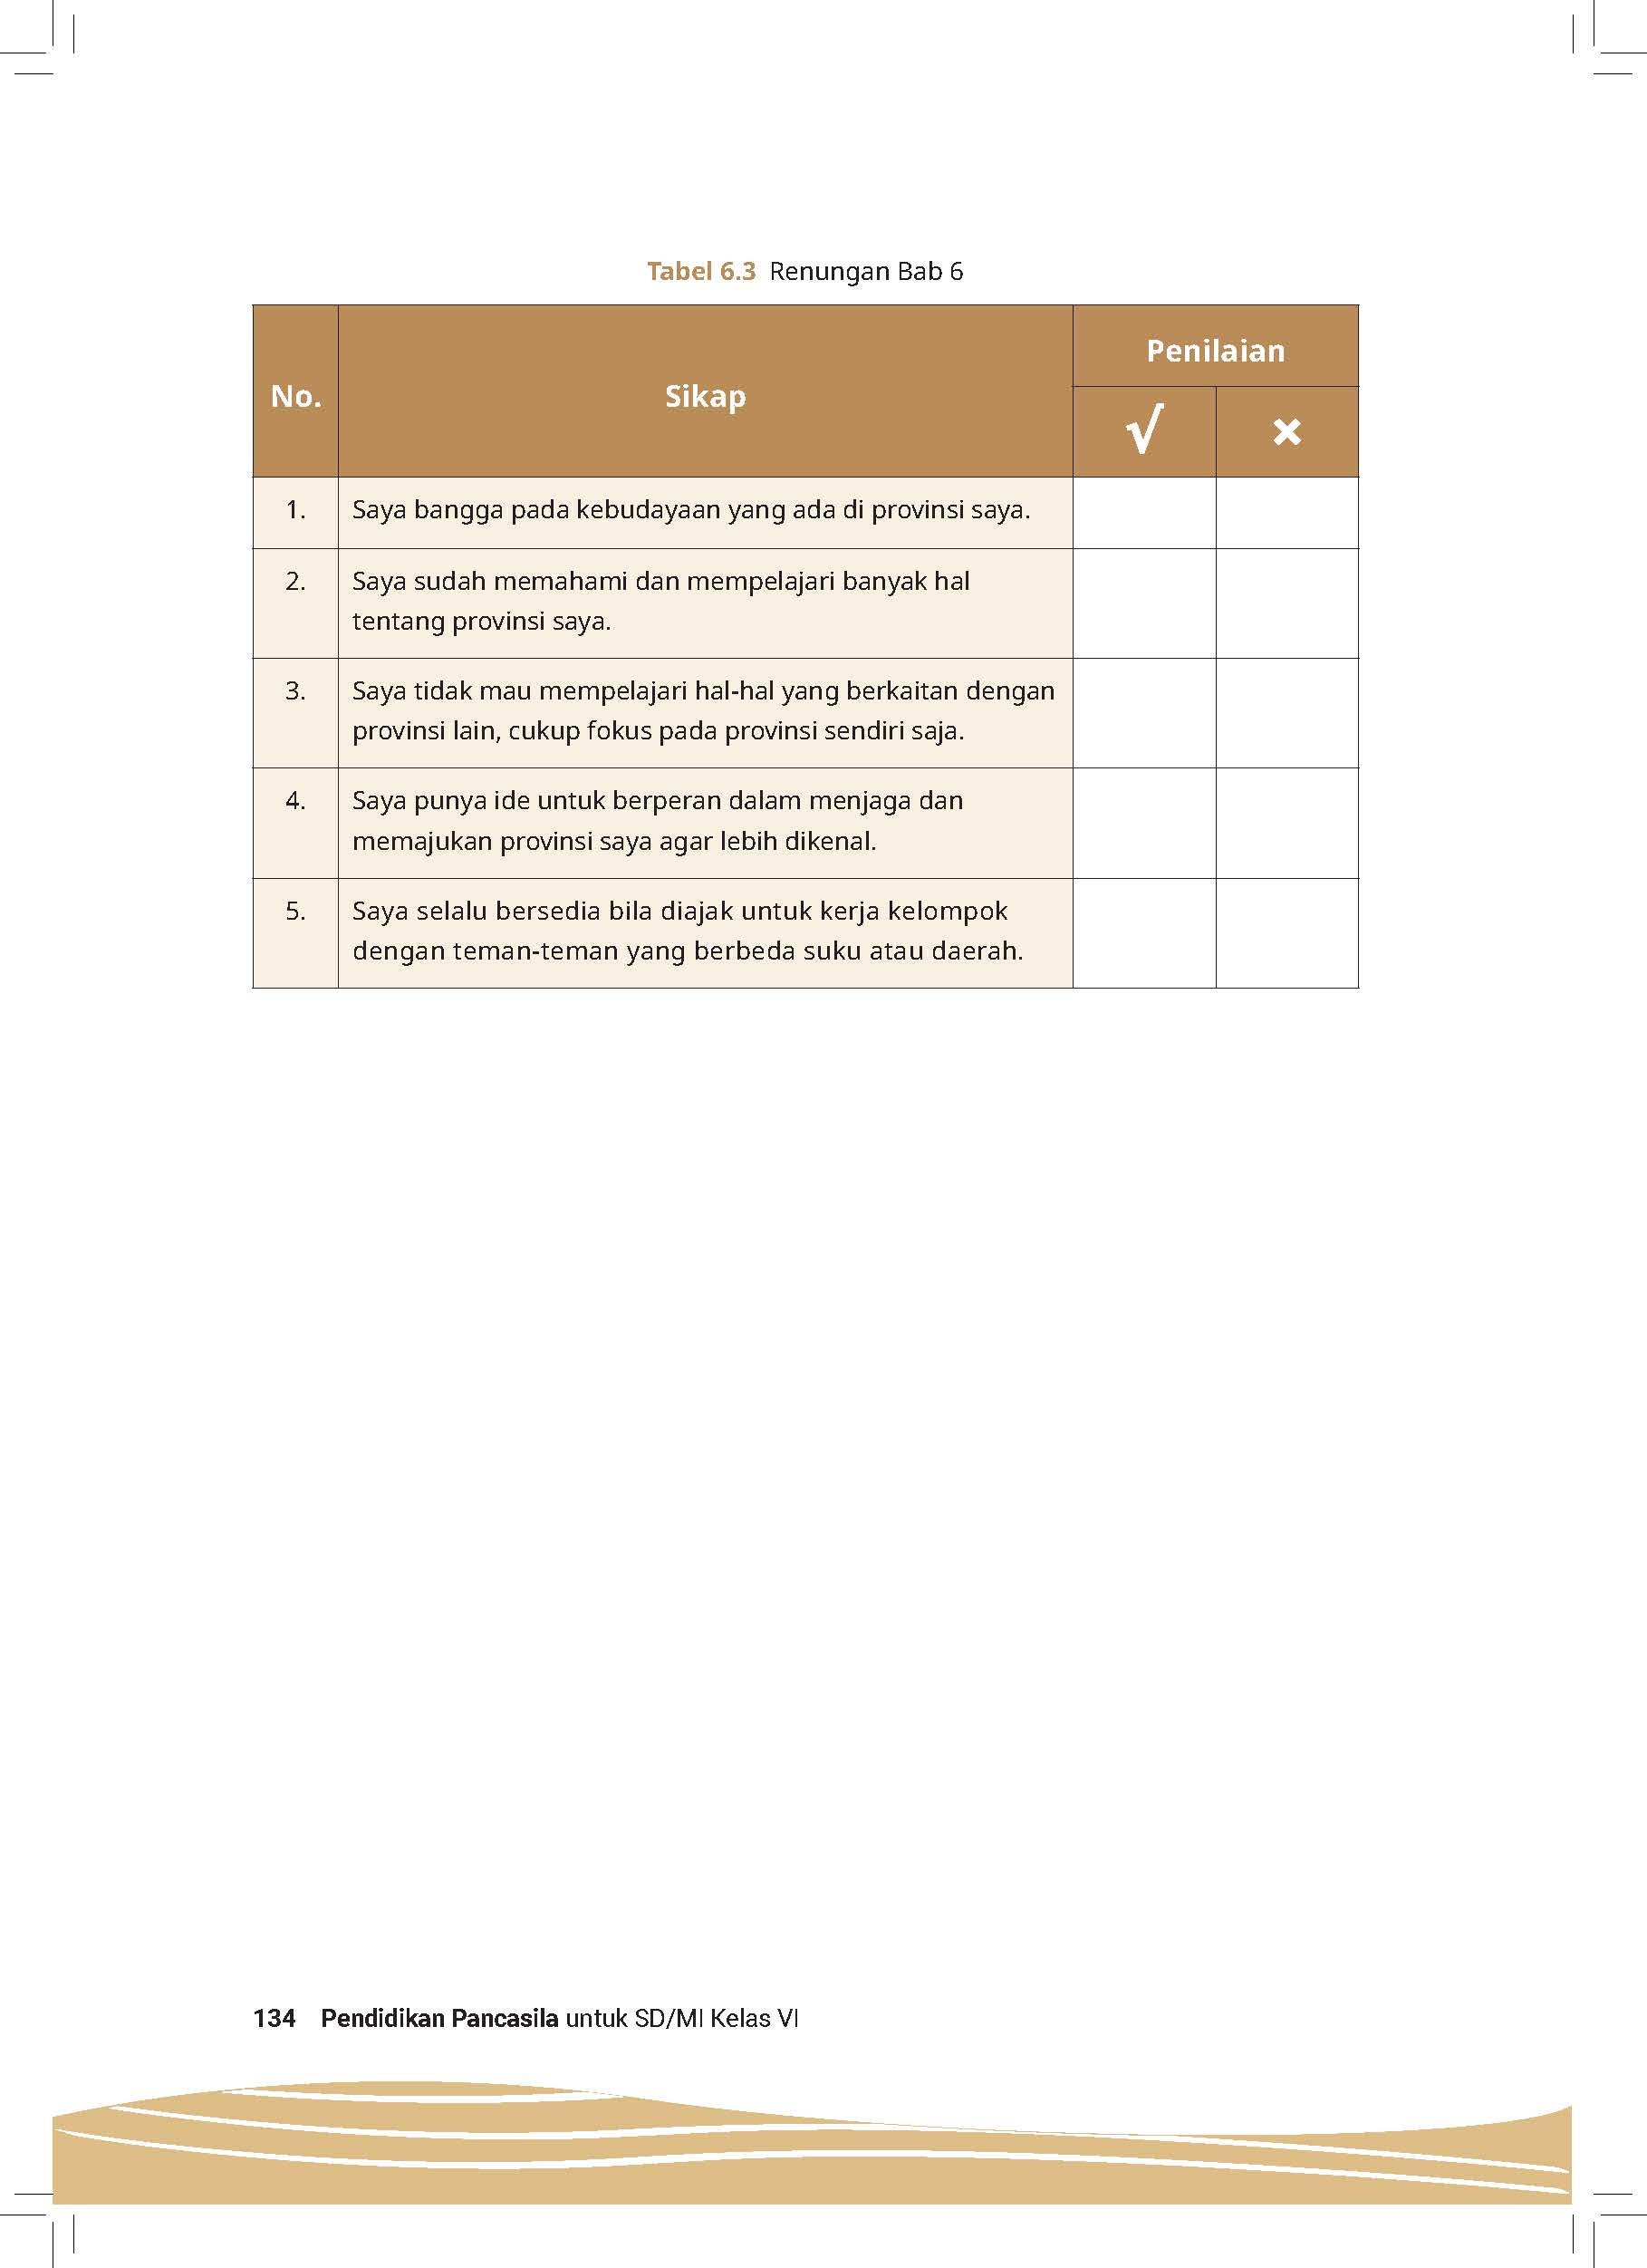 Tabel 6.3 Renungan Bab 6
No.
Sikap
Penilaian
√
×
1. Saya bangga pada kebudayaan yang ada di provinsi saya.
2. Saya sudah memahami dan mempelajari banyak hal
tentang provinsi saya.
3. Saya tidak mau mempelajari hal-hal yang berkaitan dengan
provinsi lain, cukup fokus pada provinsi sendiri saja.
4. Saya punya ide untuk berperan dalam menjaga dan
memajukan provinsi saya agar lebih dikenal.
5. Saya selalu bersedia bila diajak untuk kerja kelompok
dengan teman-teman yang berbeda suku atau daerah.
134 Pendidikan Pancasila untuk SD/MI Kelas VI